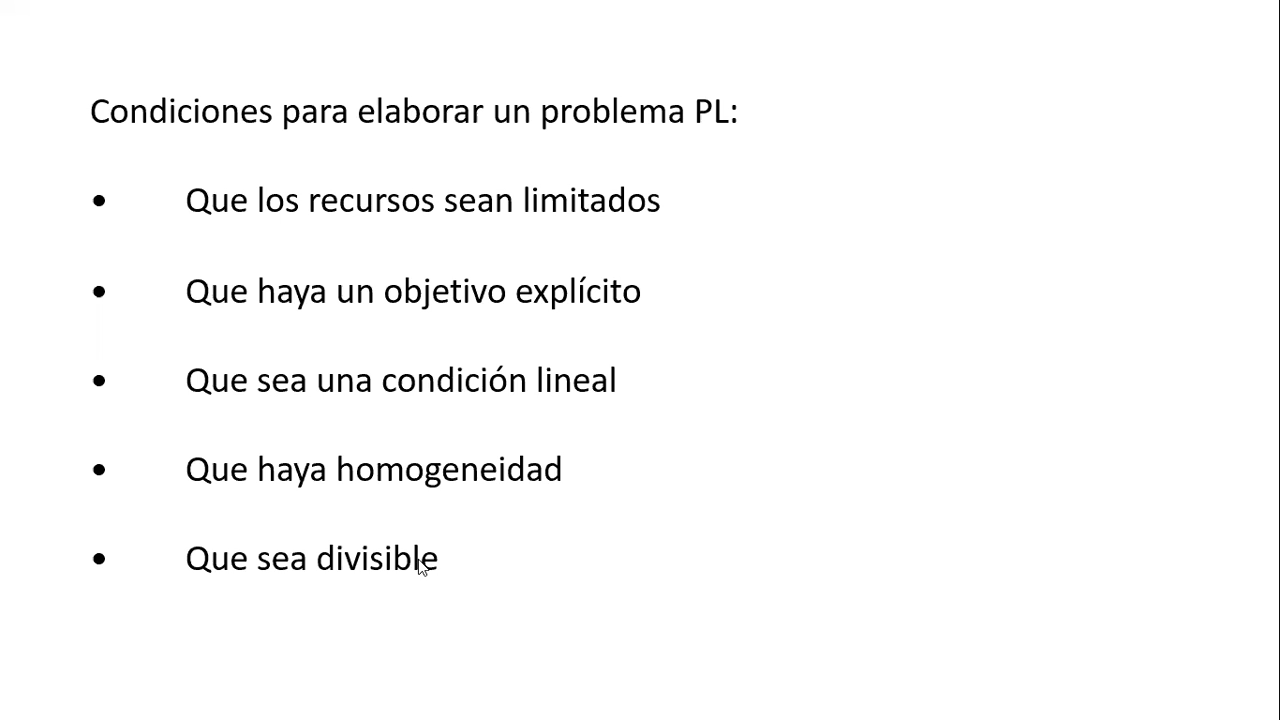 Condiciones para elaborar un problema PL:
• Que los recursos sean limitados
• Que haya un objetivo explícito
• Que sea una condición lineal
• Que haya homogeneidad
• Que sea divisible